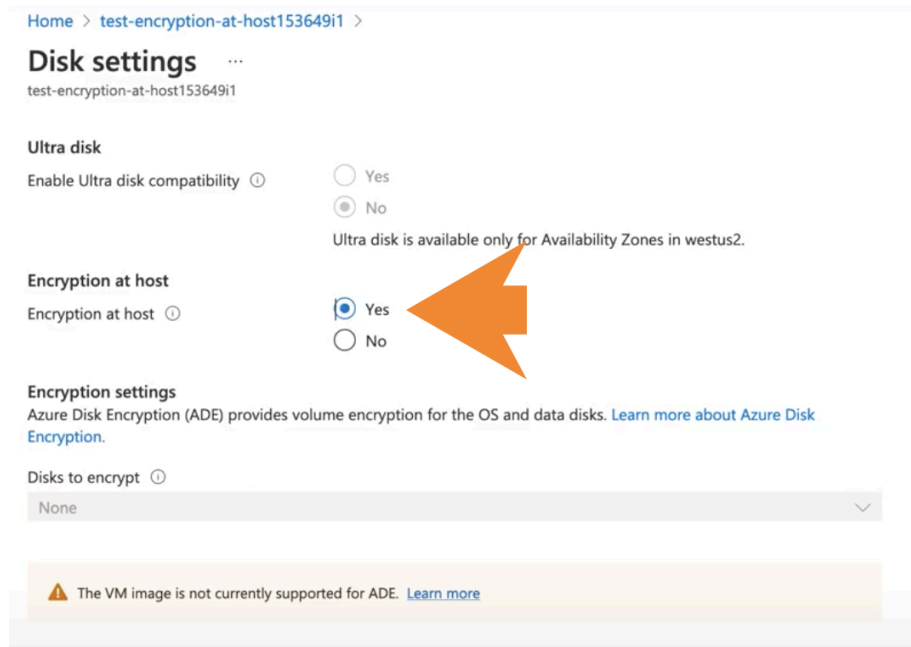 Home > test-encryption-at-host153649i1 >
Disk settings ...
test-encryption-at-host153649i1
Ultra disk
Enable Ultra disk compatibility
Yes
No
Ultra disk is available only for Availability Zones in westus2.
Encryption at host
Encryption at host
Yes
No
Encryption settings
Azure Disk Encryption (ADE) provides volume encryption for the OS and data disks. Learn more about Azure Disk
Encryption.
Disks to encrypt
None
The VM image is not currently supported for ADE. Learn more